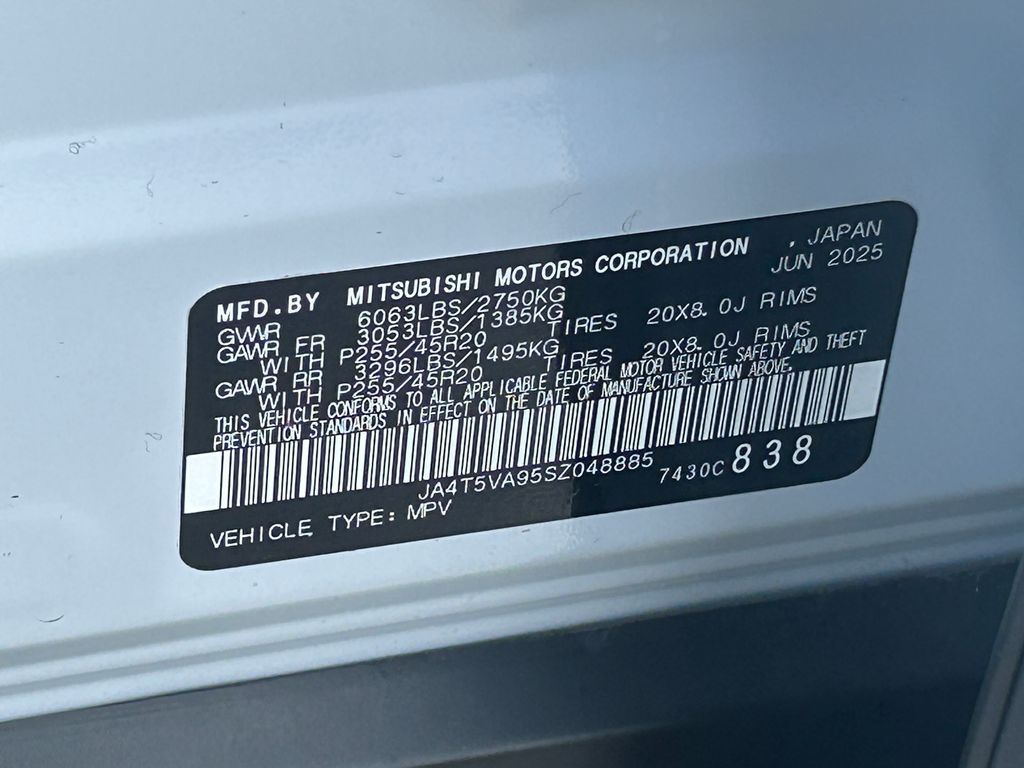 MFD.BY MITSUBISHI MOTORS CORPORATION . JAPAN
JUN 2025
GVWR 6063LBS/2750KG
GAWR FR 3053LBS/1385KG
WITH P255/45R20 TIRES 20X8.0J RIMS
GAWR RR 3296LBS/1495KG
WITH P255/45R20 TIRES 20X8.0J RIMS
THIS VEHICLE CONFORMS TO ALL APPLICABLE FEDERAL MOTOR VEHICLE SAFETY AND THEFT
PREVENTION STANDARDS IN EFFECT ON THE DATE OF MANUFACTURE SHOWN ABOVE.
JA4T5VA95SZ048885 7430C 838
VEHICLE TYPE: MPV